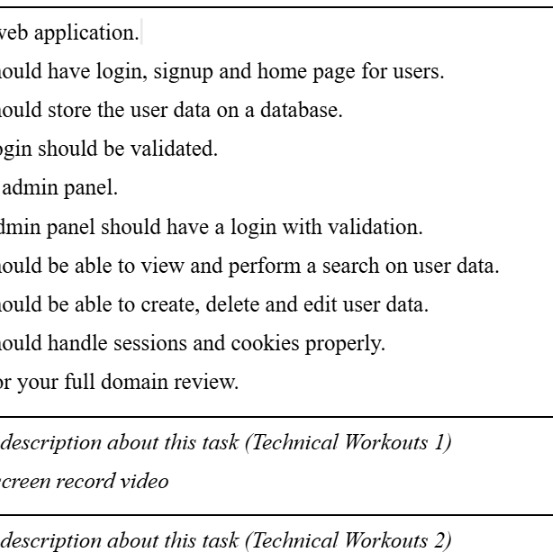 web application.
hould have login, signup and home page for users.
hould store the user data on a database.
ogin should be validated.
admin panel.
dmin panel should have a login with validation.
hould be able to view and perform a search on user data.
hould be able to create, delete and edit user data.
hould handle sessions and cookies properly.
or your full domain review.
description about this task (Technical Workouts 1)
screen record video
description about this task (Technical Workouts 2)